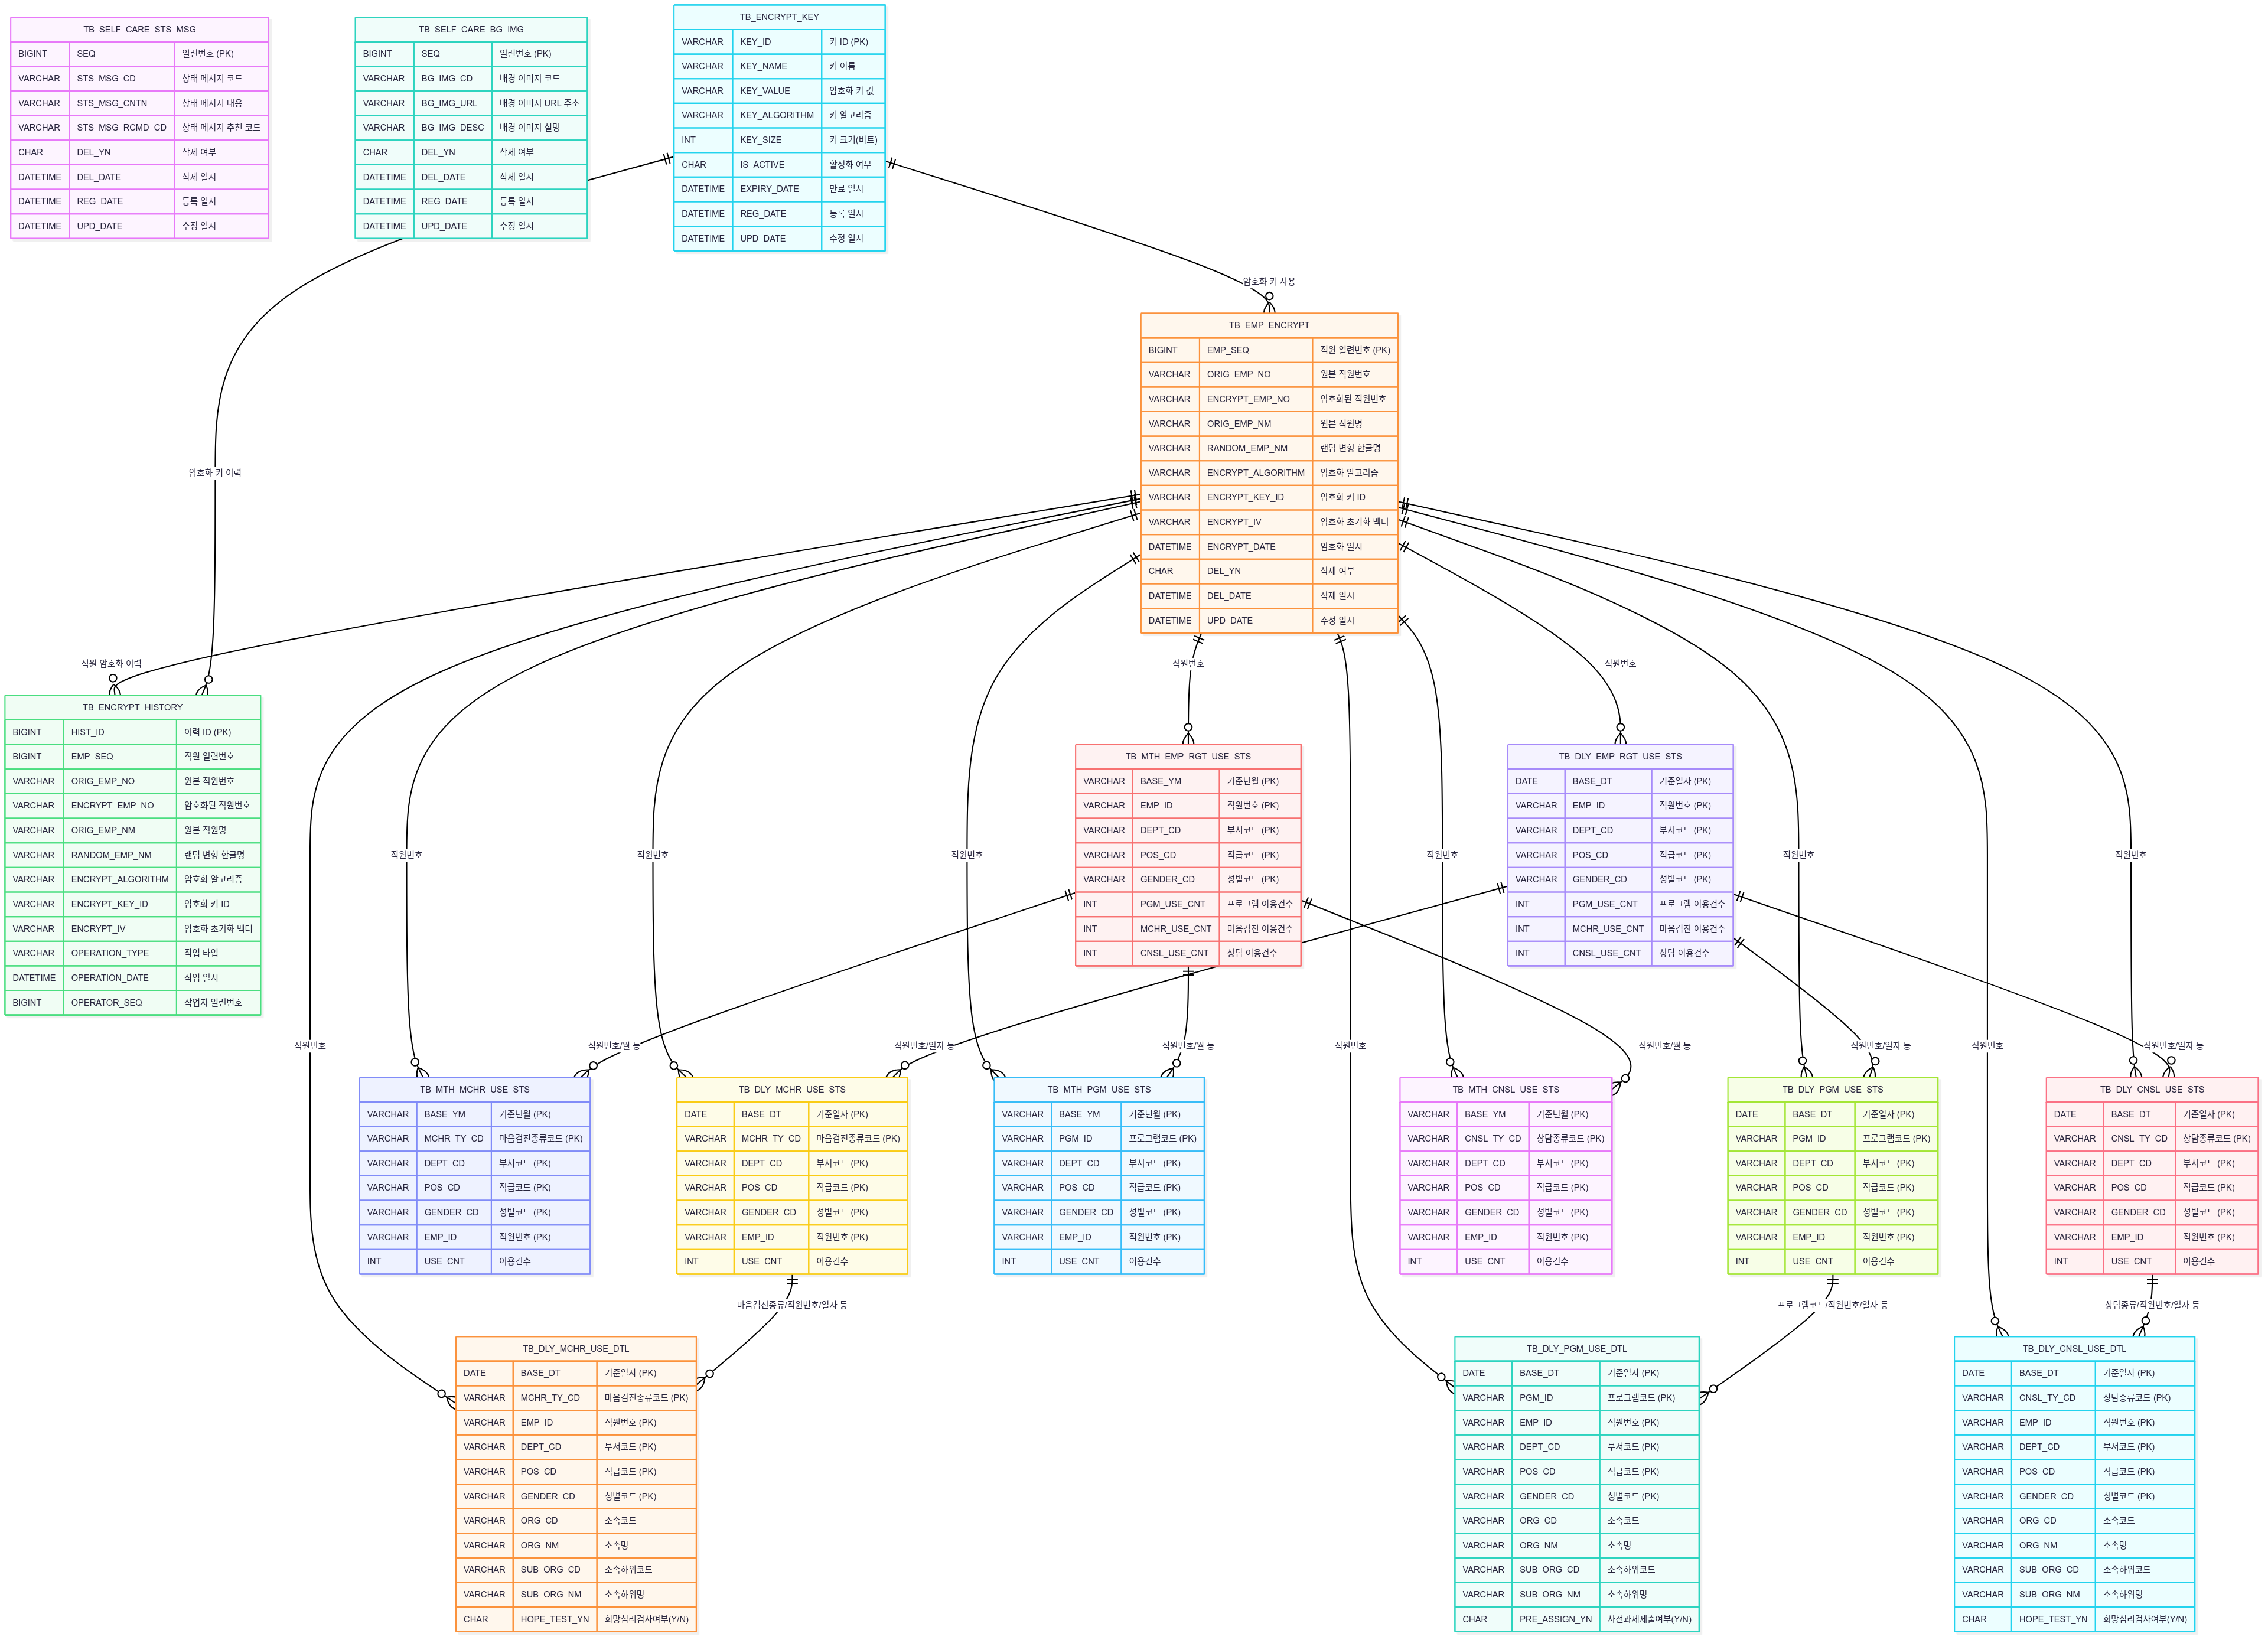 TB_SELF_CARE_STS_MSG
BIGINT SEQ 일련번호 (PK)
VARCHAR STS_MSG_CD 상태 메시지 코드
VARCHAR STS_MSG_CNTN 상태 메시지 내용
VARCHAR STS_MSG_RCMD_CD 상태 메시지 추천 코드
CHAR DEL_YN 삭제 여부
DATETIME DEL_DATE 삭제 일시
DATETIME REG_DATE 등록 일시
DATETIME UPD_DATE 수정 일시
TB_SELF_CARE_BG_IMG
BIGINT SEQ 일련번호 (PK)
VARCHAR BG_IMG_CD 배경 이미지 코드
VARCHAR BG_IMG_URL 배경 이미지 URL 주소
VARCHAR BG_IMG_DESC 배경 이미지 설명
CHAR DEL_YN 삭제 여부
DATETIME DEL_DATE 삭제 일시
DATETIME REG_DATE 등록 일시
DATETIME UPD_DATE 수정 일시
TB_ENCRYPT_KEY
VARCHAR KEY_ID 키 ID (PK)
VARCHAR KEY_NAME 키 이름
VARCHAR KEY_VALUE 암호화 키 값
VARCHAR KEY_ALGORITHM 키 알고리즘
INT KEY_SIZE 키 크기(비트)
CHAR IS_ACTIVE 활성화 여부
DATETIME EXPIRY_DATE 만료 일시
DATETIME REG_DATE 등록 일시
DATETIME UPD_DATE 수정 일시
암호화 키 사용
TB_EMP_ENCRYPT
BIGINT EMP_SEQ 직원 일련번호 (PK)
VARCHAR ORIG_EMP_NO 원본 직원번호
VARCHAR ENCRYPT_EMP_NO 암호화된 직원번호
VARCHAR ORIG_EMP_NM 원본 직원명
VARCHAR RANDOM_EMP_NM 랜덤 변형 한글명
VARCHAR ENCRYPT_ALGORITHM 암호화 알고리즘
VARCHAR ENCRYPT_KEY_ID 암호화 키 ID
VARCHAR ENCRYPT_IV 암호화 초기화 벡터
DATETIME ENCRYPT_DATE 암호화 일시
CHAR DEL_YN 삭제 여부
DATETIME DEL_DATE 삭제 일시
DATETIME UPD_DATE 수정 일시
암호화 키 이력
직원 암호화 이력
직원번호
직원번호
TB_ENCRYPT_HISTORY
BIGINT HIST_ID 이력 ID (PK)
BIGINT EMP_SEQ 직원 일련번호
VARCHAR ORIG_EMP_NO 원본 직원번호
VARCHAR ENCRYPT_EMP_NO 암호화된 직원번호
VARCHAR ORIG_EMP_NM 원본 직원명
VARCHAR RANDOM_EMP_NM 랜덤 변형 한글명
VARCHAR ENCRYPT_ALGORITHM 암호화 알고리즘
VARCHAR ENCRYPT_KEY_ID 암호화 키 ID
VARCHAR ENCRYPT_IV 암호화 초기화 벡터
VARCHAR OPERATION_TYPE 작업 타입
DATETIME OPERATION_DATE 작업 일시
BIGINT OPERATOR_SEQ 작업자 일련번호
TB_MTH_EMP_RGT_USE_STS
VARCHAR BASE_YM 기준년월 (PK)
VARCHAR EMP_ID 직원번호 (PK)
VARCHAR DEPT_CD 부서코드 (PK)
VARCHAR POS_CD 직급코드 (PK)
VARCHAR GENDER_CD 성별코드 (PK)
INT PGM_USE_CNT 프로그램 이용건수
INT MCHR_USE_CNT 마음검진 이용건수
INT CNSL_USE_CNT 상담 이용건수
TB_DLY_EMP_RGT_USE_STS
DATE BASE_DT 기준일자 (PK)
VARCHAR EMP_ID 직원번호 (PK)
VARCHAR DEPT_CD 부서코드 (PK)
VARCHAR POS_CD 직급코드 (PK)
VARCHAR GENDER_CD 성별코드 (PK)
INT PGM_USE_CNT 프로그램 이용건수
INT MCHR_USE_CNT 마음검진 이용건수
INT CNSL_USE_CNT 상담 이용건수
직원번호
직원번호
직원번호
직원번호
직원번호
직원번호
직원번호
직원번호/월 등
직원번호/일자 등
직원번호/월 등
직원번호
직원번호/월 등
직원번호/일자 등
직원번호
직원번호/일자 등
TB_MTH_MCHR_USE_STS
VARCHAR BASE_YM 기준년월 (PK)
VARCHAR MCHR_TY_CD 마음검진종류코드 (PK)
VARCHAR DEPT_CD 부서코드 (PK)
VARCHAR POS_CD 직급코드 (PK)
VARCHAR GENDER_CD 성별코드 (PK)
VARCHAR EMP_ID 직원번호 (PK)
INT USE_CNT 이용건수
TB_DLY_MCHR_USE_STS
DATE BASE_DT 기준일자 (PK)
VARCHAR MCHR_TY_CD 마음검진종류코드 (PK)
VARCHAR DEPT_CD 부서코드 (PK)
VARCHAR POS_CD 직급코드 (PK)
VARCHAR GENDER_CD 성별코드 (PK)
VARCHAR EMP_ID 직원번호 (PK)
INT USE_CNT 이용건수
TB_MTH_PGM_USE_STS
VARCHAR BASE_YM 기준년월 (PK)
VARCHAR PGM_ID 프로그램코드 (PK)
VARCHAR DEPT_CD 부서코드 (PK)
VARCHAR POS_CD 직급코드 (PK)
VARCHAR GENDER_CD 성별코드 (PK)
VARCHAR EMP_ID 직원번호 (PK)
INT USE_CNT 이용건수
TB_MTH_CNSL_USE_STS
VARCHAR BASE_YM 기준년월 (PK)
VARCHAR CNSL_TY_CD 상담종류코드 (PK)
VARCHAR DEPT_CD 부서코드 (PK)
VARCHAR POS_CD 직급코드 (PK)
VARCHAR GENDER_CD 성별코드 (PK)
VARCHAR EMP_ID 직원번호 (PK)
INT USE_CNT 이용건수
TB_DLY_PGM_USE_STS
DATE BASE_DT 기준일자 (PK)
VARCHAR PGM_ID 프로그램코드 (PK)
VARCHAR DEPT_CD 부서코드 (PK)
VARCHAR POS_CD 직급코드 (PK)
VARCHAR GENDER_CD 성별코드 (PK)
VARCHAR EMP_ID 직원번호 (PK)
INT USE_CNT 이용건수
TB_DLY_CNSL_USE_STS
DATE BASE_DT 기준일자 (PK)
VARCHAR CNSL_TY_CD 상담종류코드 (PK)
VARCHAR DEPT_CD 부서코드 (PK)
VARCHAR POS_CD 직급코드 (PK)
VARCHAR GENDER_CD 성별코드 (PK)
VARCHAR EMP_ID 직원번호 (PK)
INT USE_CNT 이용건수
마음검진종류/직원번호/일자 등
프로그램코드/직원번호/일자 등
상담종류/직원번호/일자 등
TB_DLY_MCHR_USE_DTL
DATE BASE_DT 기준일자 (PK)
VARCHAR MCHR_TY_CD 마음검진종류코드 (PK)
VARCHAR EMP_ID 직원번호 (PK)
VARCHAR DEPT_CD 부서코드 (PK)
VARCHAR POS_CD 직급코드 (PK)
VARCHAR GENDER_CD 성별코드 (PK)
VARCHAR ORG_CD 소속코드
VARCHAR ORG_NM 소속명
VARCHAR SUB_ORG_CD 소속하위코드
VARCHAR SUB_ORG_NM 소속하위명
CHAR HOPE_TEST_YN 희망심리검사여부(Y/N)
TB_DLY_PGM_USE_DTL
DATE BASE_DT 기준일자 (PK)
VARCHAR PGM_ID 프로그램코드 (PK)
VARCHAR EMP_ID 직원번호 (PK)
VARCHAR DEPT_CD 부서코드 (PK)
VARCHAR POS_CD 직급코드 (PK)
VARCHAR GENDER_CD 성별코드 (PK)
VARCHAR ORG_CD 소속코드
VARCHAR ORG_NM 소속명
VARCHAR SUB_ORG_CD 소속하위코드
VARCHAR SUB_ORG_NM 소속하위명
CHAR PRE_ASSIGN_YN 사전과제제출여부(Y/N)
TB_DLY_CNSL_USE_DTL
DATE BASE_DT 기준일자 (PK)
VARCHAR CNSL_TY_CD 상담종류코드 (PK)
VARCHAR EMP_ID 직원번호 (PK)
VARCHAR DEPT_CD 부서코드 (PK)
VARCHAR POS_CD 직급코드 (PK)
VARCHAR GENDER_CD 성별코드 (PK)
VARCHAR ORG_CD 소속코드
VARCHAR ORG_NM 소속명
VARCHAR SUB_ORG_CD 소속하위코드
VARCHAR SUB_ORG_NM 소속하위명
CHAR HOPE_TEST_YN 희망심리검사여부(Y/N)
직원번호